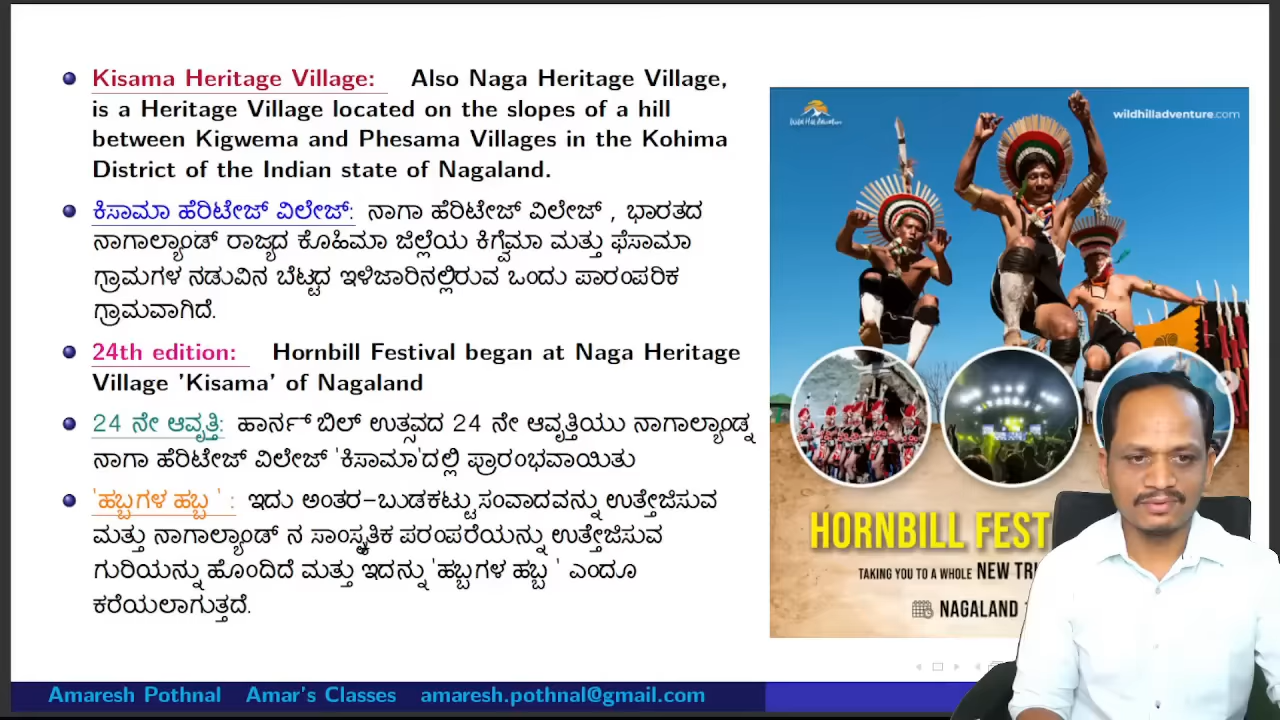 Kisama Heritage Village: Also Naga Heritage Village,
is a Heritage Village located on the slopes of a hill
between Kigwema and Phesama Villages in the Kohima
District of the Indian state of Nagaland.
ಕಿಸಾಮಾ ಹೆರಿಟೇಜ್ ವಿಲೇಜ್: ನಾಗಾ ಹೆರಿಟೇಜ್ ವಿಲೇಜ್ , ಭಾರತದ
ನಾಗಾಲ್ಯಾಂಡ್ ರಾಜ್ಯದ ಕೊಹಿಮಾ ಜಿಲ್ಲೆಯ ಕಿಗ್ವೆಮಾ ಮತ್ತು ಫೆಸಾಮಾ
ಗ್ರಾಮಗಳ ನಡುವಿನ ಬೆಟ್ಟದ ಇಳಿಜಾರಿನಲ್ಲಿರುವ ಒಂದು ಪಾರಂಪರಿಕ
ಗ್ರಾಮವಾಗಿದೆ.
24th edition: Hornbill Festival began at Naga Heritage
Village 'Kisama' of Nagaland
24 ನೇ ಆವೃತ್ತಿ: ಹಾರ್ನ್ ಬಿಲ್ ಉತ್ಸವದ 24 ನೇ ಆವೃತ್ತಿಯು ನಾಗಾಲ್ಯಾಂಡ್ನ
ನಾಗಾ ಹೆರಿಟೇಜ್ ವಿಲೇಜ್ 'ಕಿಸಾಮಾ'ದಲ್ಲಿ ಪ್ರಾರಂಭವಾಯಿತು
'ಹಬ್ಬಗಳ ಹಬ್ಬ ' : ಇದು ಅಂತರ-ಬುಡಕಟ್ಟು ಸಂವಾದವನ್ನು ಉತ್ತೇಜಿಸುವ
ಮತ್ತು ನಾಗಾಲ್ಯಾಂಡ್ ನ ಸಾಂಸ್ಕೃತಿಕ ಪರಂಪರೆಯನ್ನು ಉತ್ತೇಜಿಸುವ
ಗುರಿಯನ್ನು ಹೊಂದಿದೆ ಮತ್ತು ಇದನ್ನು 'ಹಬ್ಬಗಳ ಹಬ್ಬ ' ಎಂದೂ
ಕರೆಯಲಾಗುತ್ತದೆ.
Wild Hill Adventure
wildhilladventure.com
HORNBILL FEST
TAKING YOU TO A WHOLE NEW
NAGALAND
Amaresh Pothnal Amar's Classes amaresh.pothnal@gmail.com